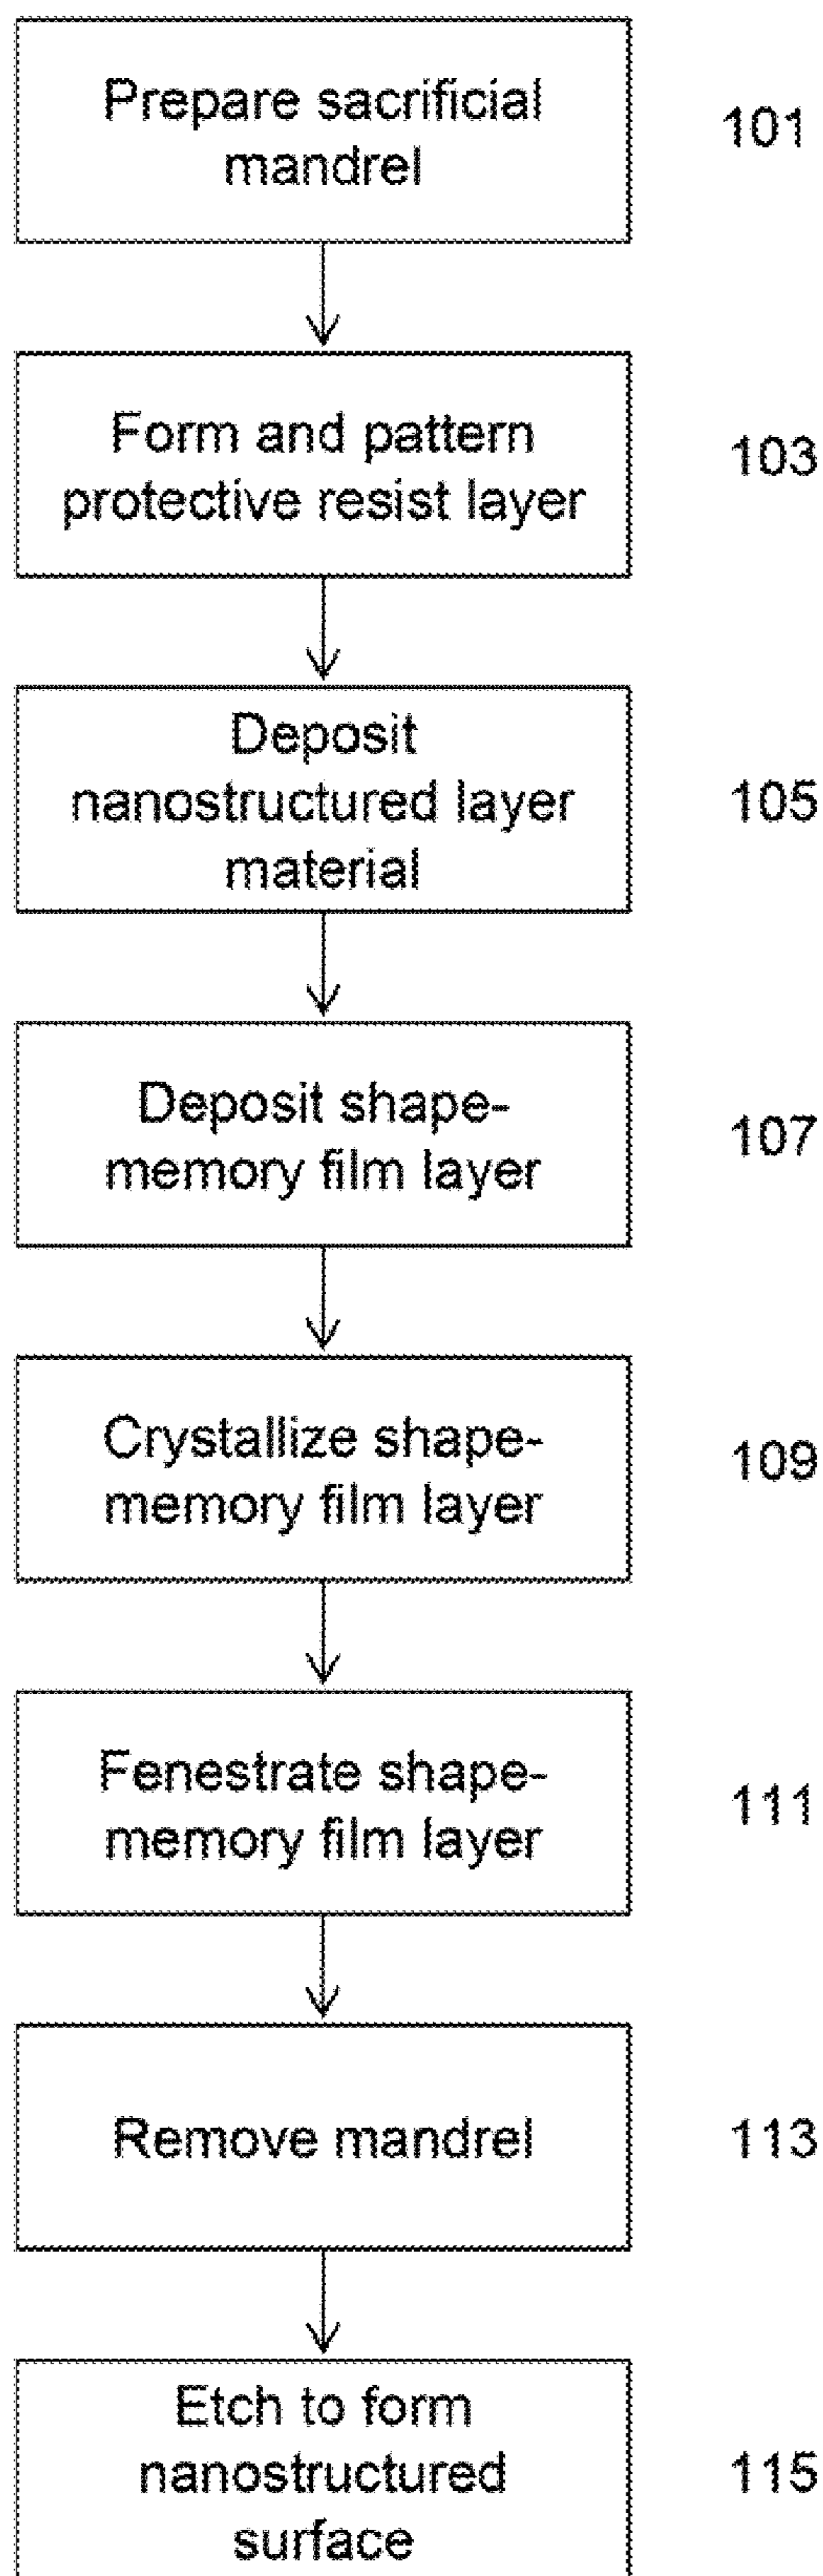 Prepare sacrificial
mandrel
101
Form and pattern
protective resist layer
103
Deposit
nanostructured layer
material
105
Deposit shape-
memory film layer
107
Crystallize shape-
memory film layer
109
Fenestrate shape-
memory film layer
111
Remove mandrel
113
Etch to form
nanostructured
surface
115